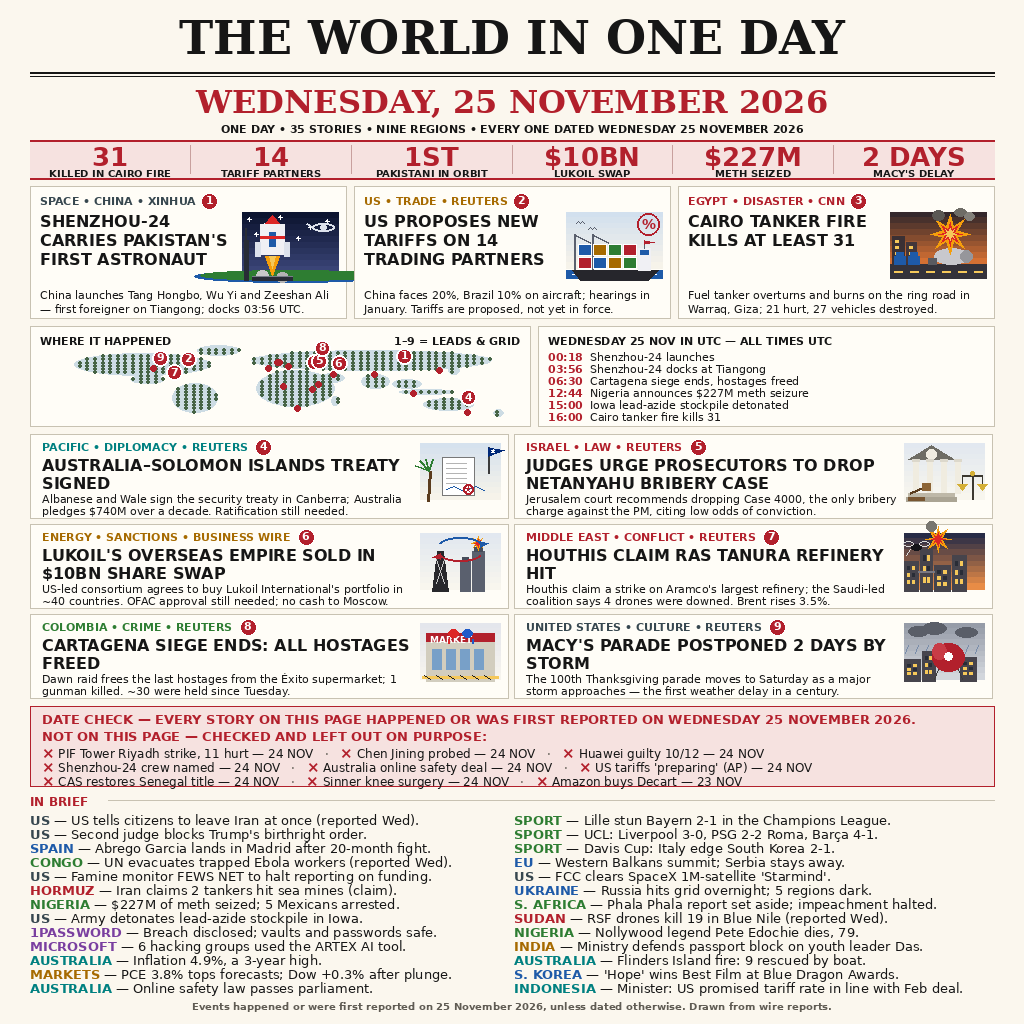 THE WORLD IN ONE DAY
WEDNESDAY, 25 NOVEMBER 2026
ONE DAY • 35 STORIES • NINE REGIONS • EVERY ONE DATED WEDNESDAY 25 NOVEMBER 2026
31
KILLED IN CAIRO FIRE
14
TARIFF PARTNERS
1ST
PAKISTANI IN ORBIT
$10BN
LUKOIL SWAP
$227M
METH SEIZED
2 DAYS
MACY'S DELAY
SPACE • CHINA • XINHUA 1
SHENZHOU-24
CARRIES PAKISTAN'S
FIRST ASTRONAUT
China launches Tang Hongbo, Wu Yi and Zeeshan Ali
— first foreigner on Tiangong; docks 03:56 UTC.
US • TRADE • REUTERS 2
US PROPOSES NEW
TARIFFS ON 14
TRADING PARTNERS
%
China faces 20%, Brazil 10% on aircraft; hearings in
January. Tariffs are proposed, not yet in force.
EGYPT • DISASTER • CNN 3
CAIRO TANKER FIRE
KILLS AT LEAST 31
Fuel tanker overturns and burns on the ring road in
Warraq, Giza; 21 hurt, 27 vehicles destroyed.
WHERE IT HAPPENED
1–9 = LEADS & GRID
9
2
7
8
5
6
1
4
WEDNESDAY 25 NOV IN UTC — ALL TIMES UTC
00:18 Shenzhou-24 launches
03:56 Shenzhou-24 docks at Tiangong
06:30 Cartagena siege ends, hostages freed
12:44 Nigeria announces $227M meth seizure
15:00 Iowa lead-azide stockpile detonated
16:00 Cairo tanker fire kills 31
PACIFIC • DIPLOMACY • REUTERS 4
AUSTRALIA–SOLOMON ISLANDS TREATY
SIGNED
Albanese and Wale sign the security treaty in Canberra; Australia
pledges $740M over a decade. Ratification still needed.
ISRAEL • LAW • REUTERS 5
JUDGES URGE PROSECUTORS TO DROP
NETANYAHU BRIBERY CASE
Jerusalem court recommends dropping Case 4000, the only bribery
charge against the PM, citing low odds of conviction.
ENERGY • SANCTIONS • BUSINESS WIRE 6
LUKOIL'S OVERSEAS EMPIRE SOLD IN
$10BN SHARE SWAP
US-led consortium agrees to buy Lukoil International's portfolio in
~40 countries. OFAC approval still needed; no cash to Moscow.
MIDDLE EAST • CONFLICT • REUTERS 7
HOUTHIS CLAIM RAS TANURA REFINERY
HIT
Houthis claim a strike on Aramco's largest refinery; the Saudi-led
coalition says 4 drones were downed. Brent rises 3.5%.
COLOMBIA • CRIME • REUTERS 8
CARTAGENA SIEGE ENDS: ALL HOSTAGES
FREED
MARKET
Dawn raid frees the last hostages from the Éxito supermarket; 1
gunman killed. ~30 were held since Tuesday.
UNITED STATES • CULTURE • REUTERS 9
MACY'S PARADE POSTPONED 2 DAYS BY
STORM
The 100th Thanksgiving parade moves to Saturday as a major
storm approaches — the first weather delay in a century.
DATE CHECK — EVERY STORY ON THIS PAGE HAPPENED OR WAS FIRST REPORTED ON WEDNESDAY 25 NOVEMBER 2026.
NOT ON THIS PAGE — CHECKED AND LEFT OUT ON PURPOSE:
✕ PIF Tower Riyadh strike, 11 hurt — 24 NOV · ✕ Chen Jining probed — 24 NOV · ✕ Huawei guilty 10/12 — 24 NOV
✕ Shenzhou-24 crew named — 24 NOV · ✕ Australia online safety deal — 24 NOV · ✕ US tariffs 'preparing' (AP) — 24 NOV
✕ CAS restores Senegal title — 24 NOV · ✕ Sinner knee surgery — 24 NOV · ✕ Amazon buys Decart — 23 NOV
IN BRIEF
US — US tells citizens to leave Iran at once (reported Wed).
US — Second judge blocks Trump's birthright order.
SPAIN — Abrego Garcia lands in Madrid after 20-month fight.
CONGO — UN evacuates trapped Ebola workers (reported Wed).
US — Famine monitor FEWS NET to halt reporting on funding.
HORMUZ — Iran claims 2 tankers hit sea mines (claim).
NIGERIA — $227M of meth seized; 5 Mexicans arrested.
US — Army detonates lead-azide stockpile in Iowa.
1PASSWORD — Breach disclosed; vaults and passwords safe.
MICROSOFT — 6 hacking groups used the ARTEX AI tool.
AUSTRALIA — Inflation 4.9%, a 3-year high.
MARKETS — PCE 3.8% tops forecasts; Dow +0.3% after plunge.
AUSTRALIA — Online safety law passes parliament.
SPORT — Lille stun Bayern 2-1 in the Champions League.
SPORT — UCL: Liverpool 3-0, PSG 2-2 Roma, Barça 4-1.
SPORT — Davis Cup: Italy edge South Korea 2-1.
EU — Western Balkans summit; Serbia stays away.
US — FCC clears SpaceX 1M-satellite 'Starmind'.
UKRAINE — Russia hits grid overnight; 5 regions dark.
S. AFRICA — Phala Phala report set aside; impeachment halted.
SUDAN — RSF drones kill 19 in Blue Nile (reported Wed).
NIGERIA — Nollywood legend Pete Edochie dies, 79.
INDIA — Ministry defends passport block on youth leader Das.
AUSTRALIA — Flinders Island fire: 9 rescued by boat.
S. KOREA — 'Hope' wins Best Film at Blue Dragon Awards.
INDONESIA — Minister: US promised tariff rate in line with Feb deal.
Events happened or were first reported on 25 November 2026, unless dated otherwise. Drawn from wire reports.